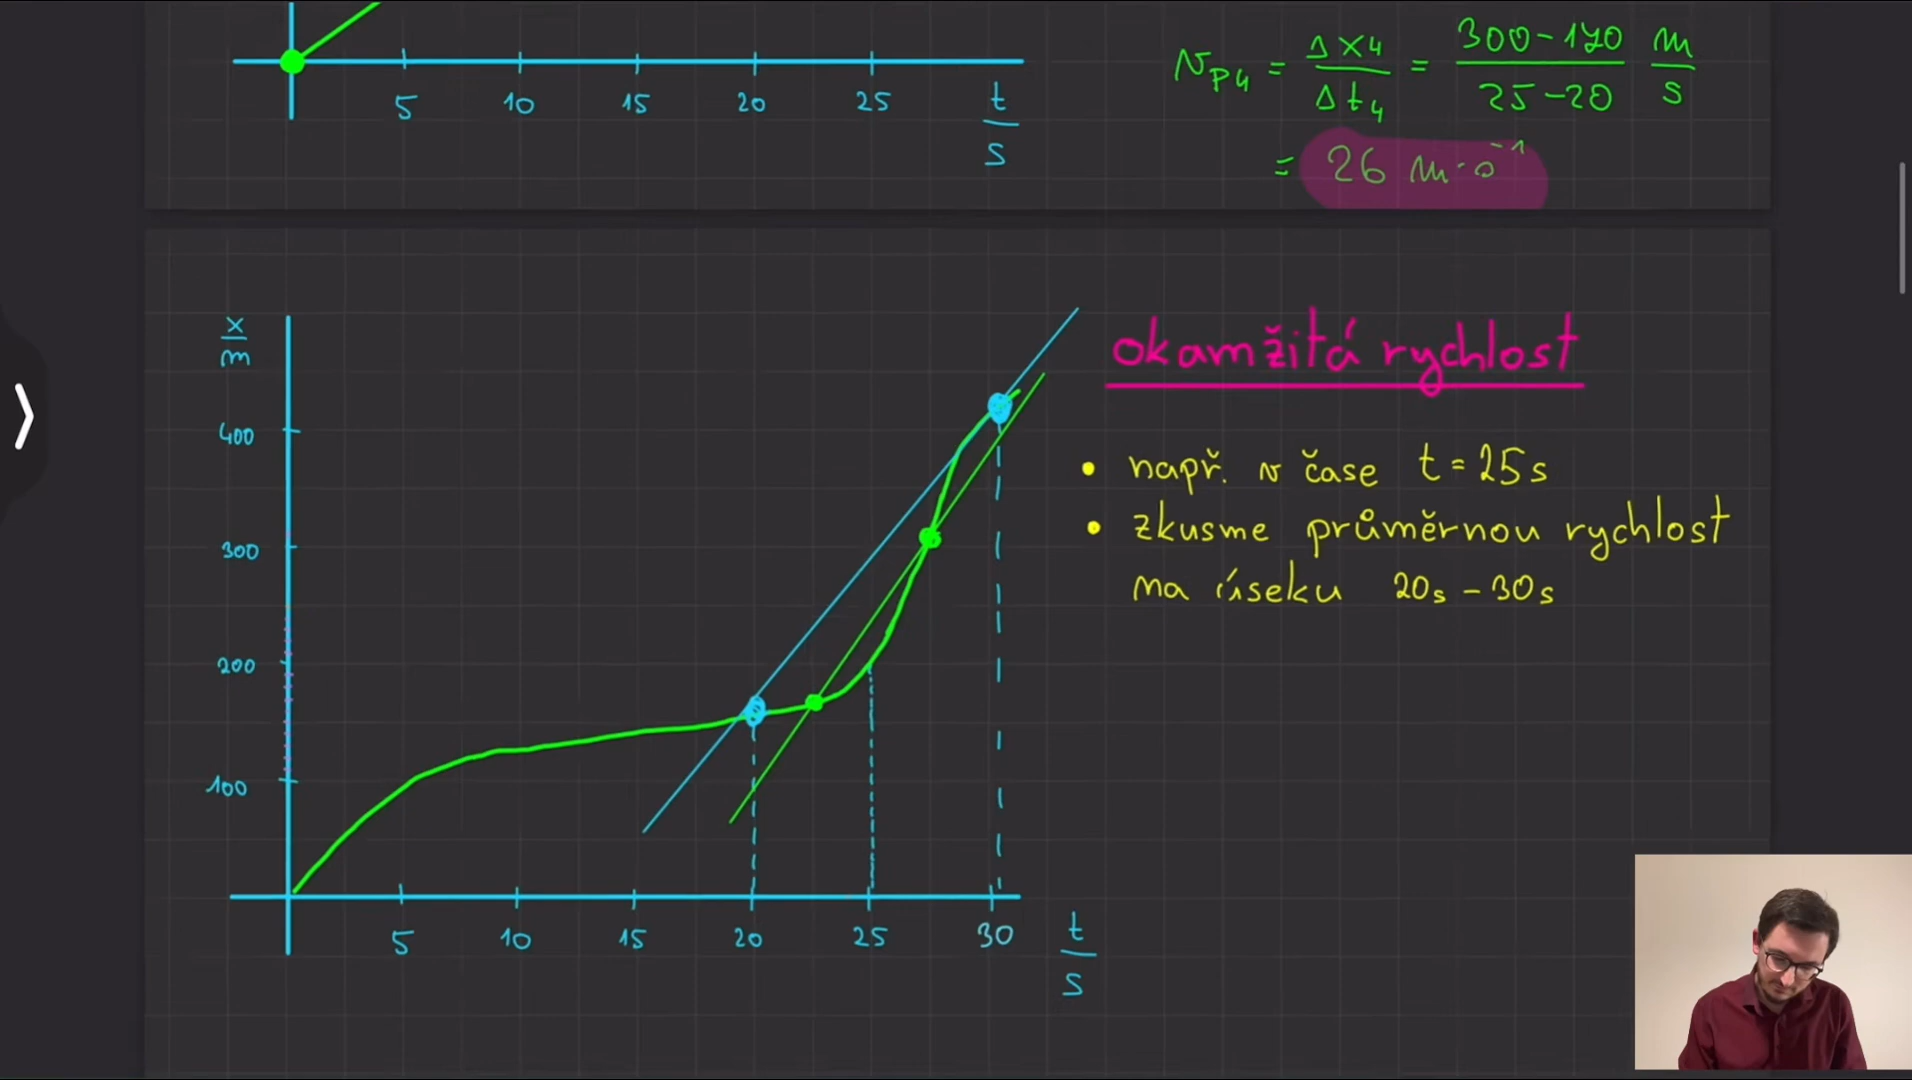 5 10 15 20 25 t/s
v_p4 = Δx4/Δt4 = (300-170)/(25-20) m/s
= 26 m·s⁻¹
x/m
okamžitá rychlost
400
• např. v čase t = 25s
• zkusme průměrnou rychlost
300
na úseku 20s - 30s
200
100
5 10 15 20 25 30 t/s